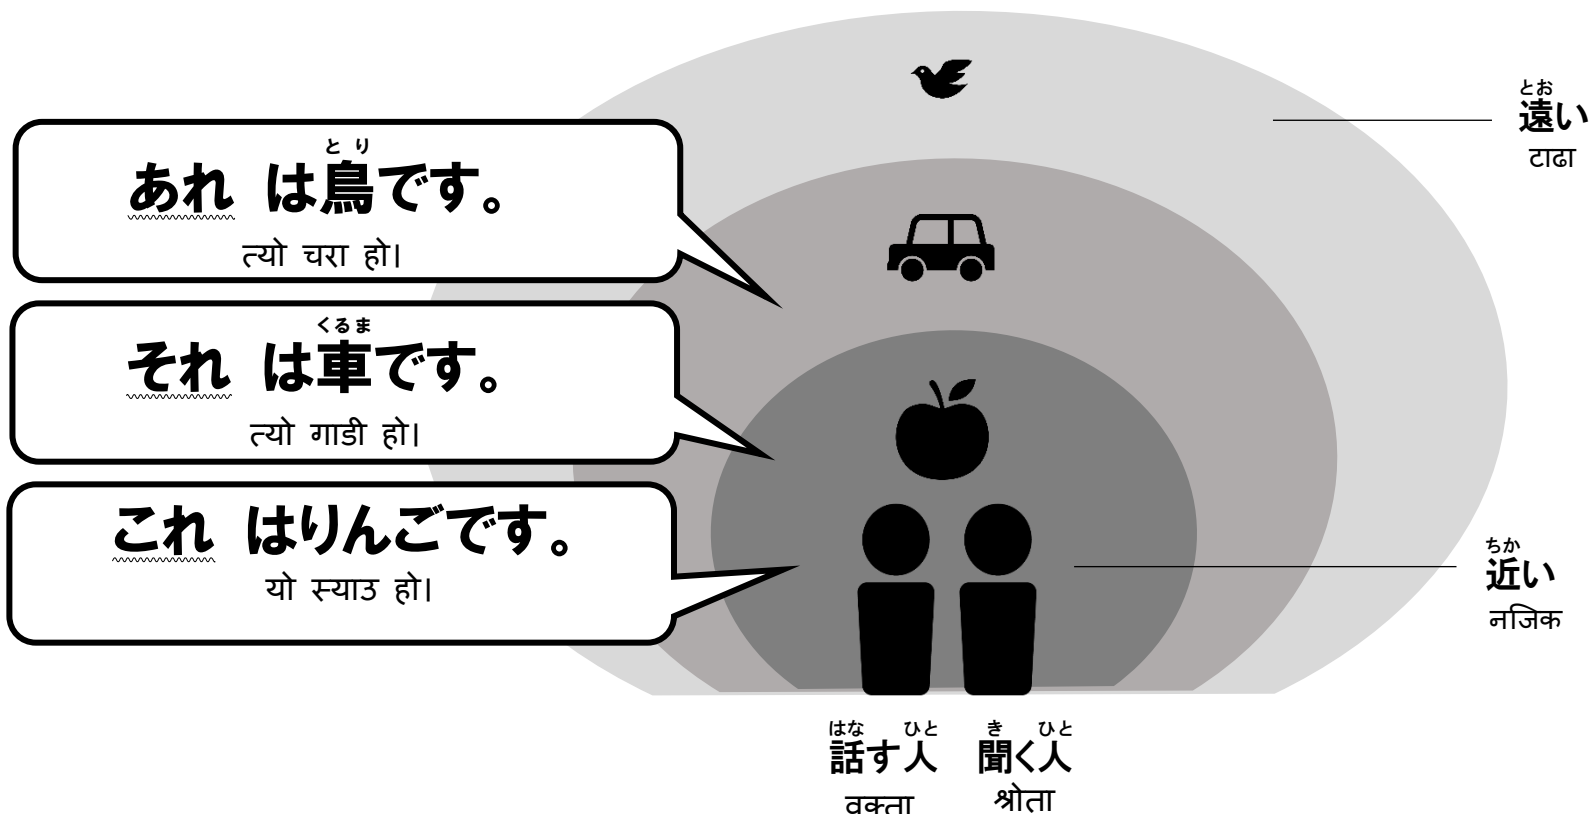 とり
あれ は鳥です。
त्यो चरा हो।
くるま
それ は車です。
त्यो गाडी हो।
これ はりんごです。
यो स्याउ हो।
とお
遠い
टाढा
ちか
近い
नजिक
はな ひと
話す人
वक्ता
き ひと
聞く人
श्रोता